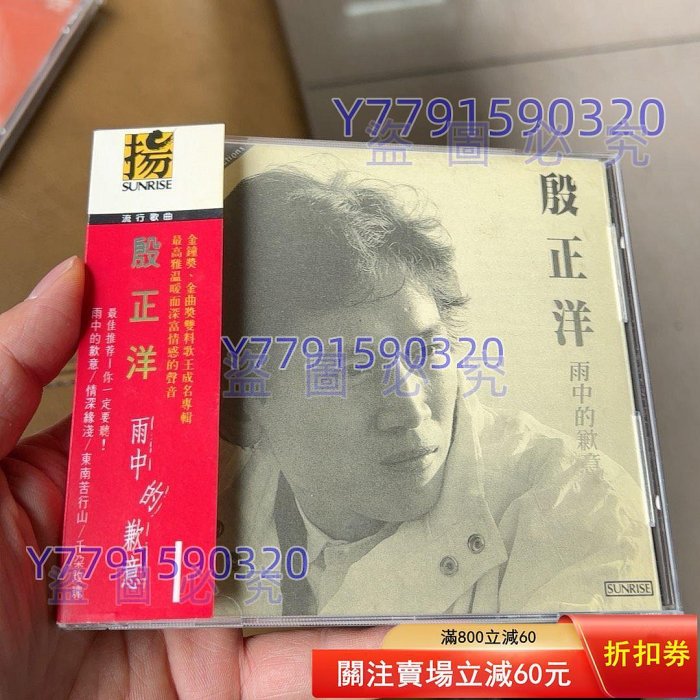 Y7791590320
盜圖必究
揚
SUNRISE
流行歌曲
殷正洋
雨中的歉意
金鐘獎、金曲獎雙料歌王成名專輯
最高雅溫暖而深富情感的聲音
最佳推荐！你一定要聽！
雨中的歉意/情深緣淺/東南苦行山/千朵玫瑰
殷正洋
雨中的歉意
Y7791590320
盜圖必究
Y7791590320
盜圖必究
SUNRISE
滿800立減60
關注賣場立減60元
折扣券